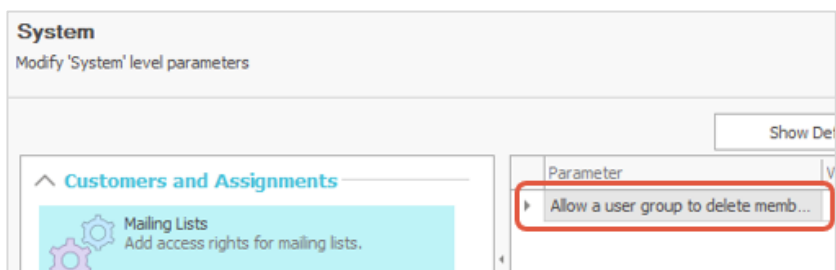 System
Modify 'System' level parameters
Show De
Customers and Assignments
Mailing Lists
Add access rights for mailing lists.
Parameter
Allow a user group to delete memb...